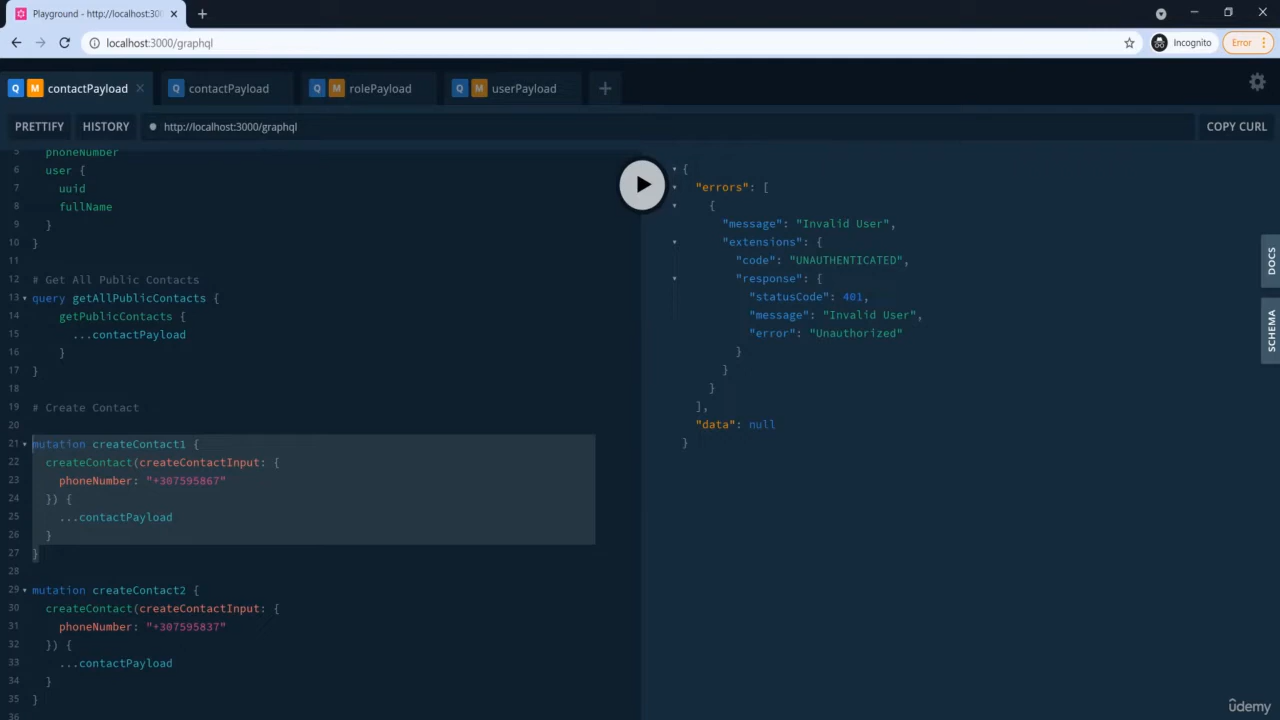 Playground - http://localhost:300
localhost:3000/graphql
Incognito
Error
Q M contactPayload
Q contactPayload
Q M rolePayload
Q M userPayload
PRETTIFY
HISTORY
http://localhost:3000/graphql
COPY CURL
5 phoneNumber
6 user {
7 uuid
8 fullName
9 }
10 }
11
12 # Get All Public Contacts
13 query getAllPublicContacts {
14 getPublicContacts {
15 ...contactPayload
16 }
17 }
18
19 # Create Contact
20
21 mutation createContact1 {
22 createContact(createContactInput: {
23 phoneNumber: "+307595867"
24 }) {
25 ...contactPayload
26 }
27 }
28
29 mutation createContact2 {
30 createContact(createContactInput: {
31 phoneNumber: "+307595837"
32 }) {
33 ...contactPayload
34 }
35 }
36
{
"errors": [
{
"message": "Invalid User",
"extensions": {
"code": "UNAUTHENTICATED",
"response": {
"statusCode": 401,
"message": "Invalid User",
"error": "Unauthorized"
}
}
}
],
"data": null
}
DOCS
SCHEMA
ûdemy